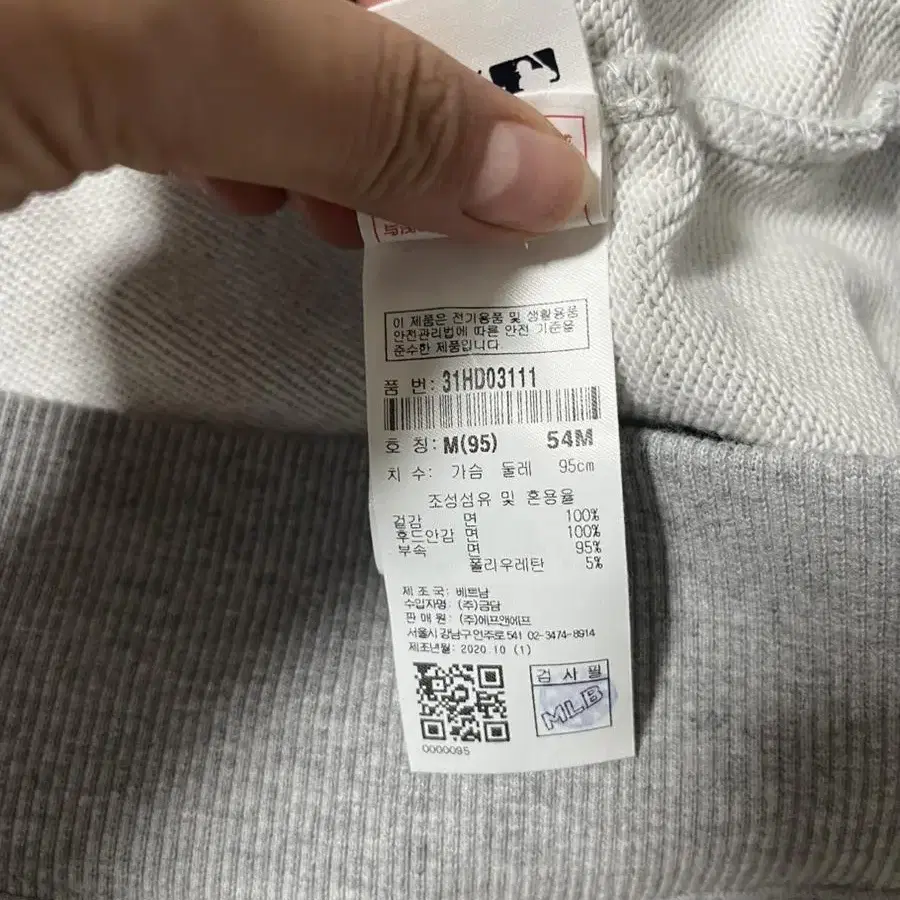 이 제품은 전기용품 및 생활용품
안전관리법에 따른 안전 기준을
준수한 제품입니다.
품 번: 31HD03111
호 칭: M(95) 54M
치 수: 가슴 둘레 95cm
조성섬유 및 혼용율
겉감 면 100%
후드안감 면 100%
부속 면 95%
폴리우레탄 5%
제 조 국: 베트남
수입자명: (주)금담
판 매 원: (주)에프앤에프
서울시 강남구 언주로 541 02-3474-8914
제조년월: 2020.10 (1)
검 사 필
MLB
0000095